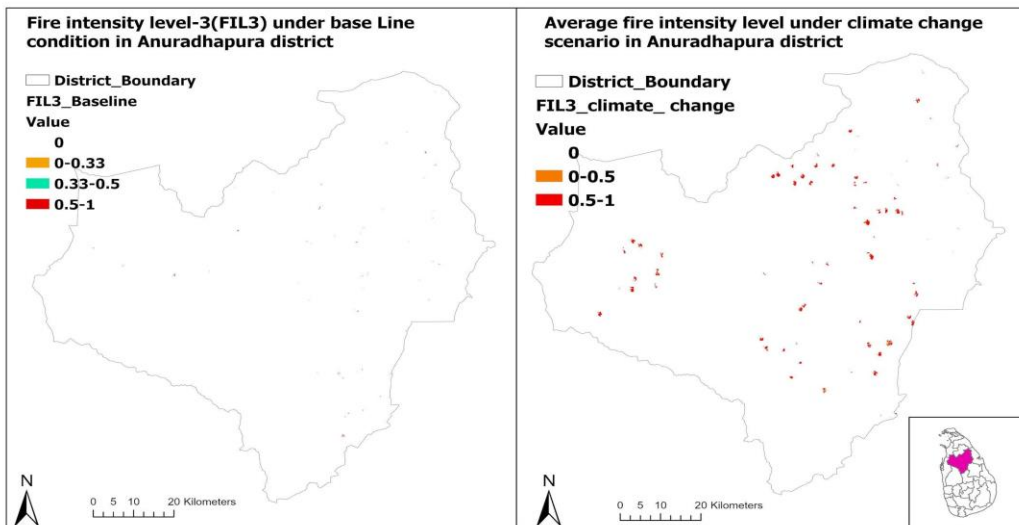 Fire intensity level-3(FIL3) under base Line
condition in Anuradhapura district
District_Boundary
FIL3_Baseline
Value
0
0-0.33
0.33-0.5
0.5-1
N
0 5 10 20 Kilometers
Average fire intensity level under climate change
scenario in Anuradhapura district
District_Boundary
FIL3_climate_ change
Value
0
0-0.5
0.5-1
N
0 5 10 20 Kilometers